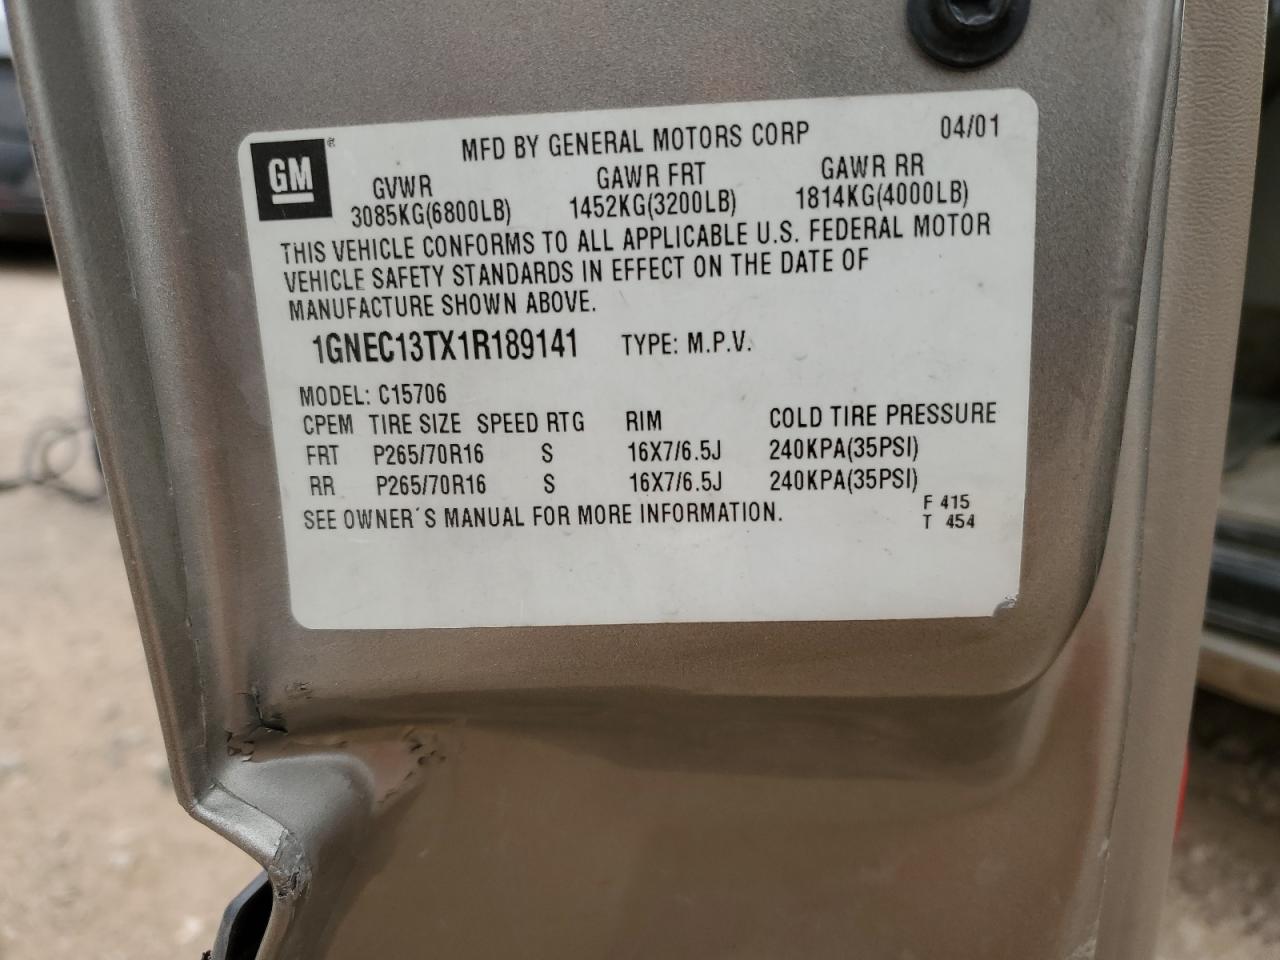 GM
MFD BY GENERAL MOTORS CORP 04/01
GVWR GAWR FRT GAWR RR
3085KG(6800LB) 1452KG(3200LB) 1814KG(4000LB)
THIS VEHICLE CONFORMS TO ALL APPLICABLE U.S. FEDERAL MOTOR
VEHICLE SAFETY STANDARDS IN EFFECT ON THE DATE OF
MANUFACTURE SHOWN ABOVE.
1GNEC13TX1R189141 TYPE: M.P.V.
MODEL: C15706
CPEM TIRE SIZE SPEED RTG RIM COLD TIRE PRESSURE
FRT P265/70R16 S 16X7/6.5J 240KPA(35PSI)
RR P265/70R16 S 16X7/6.5J 240KPA(35PSI)
SEE OWNER'S MANUAL FOR MORE INFORMATION.
F 415
T 454